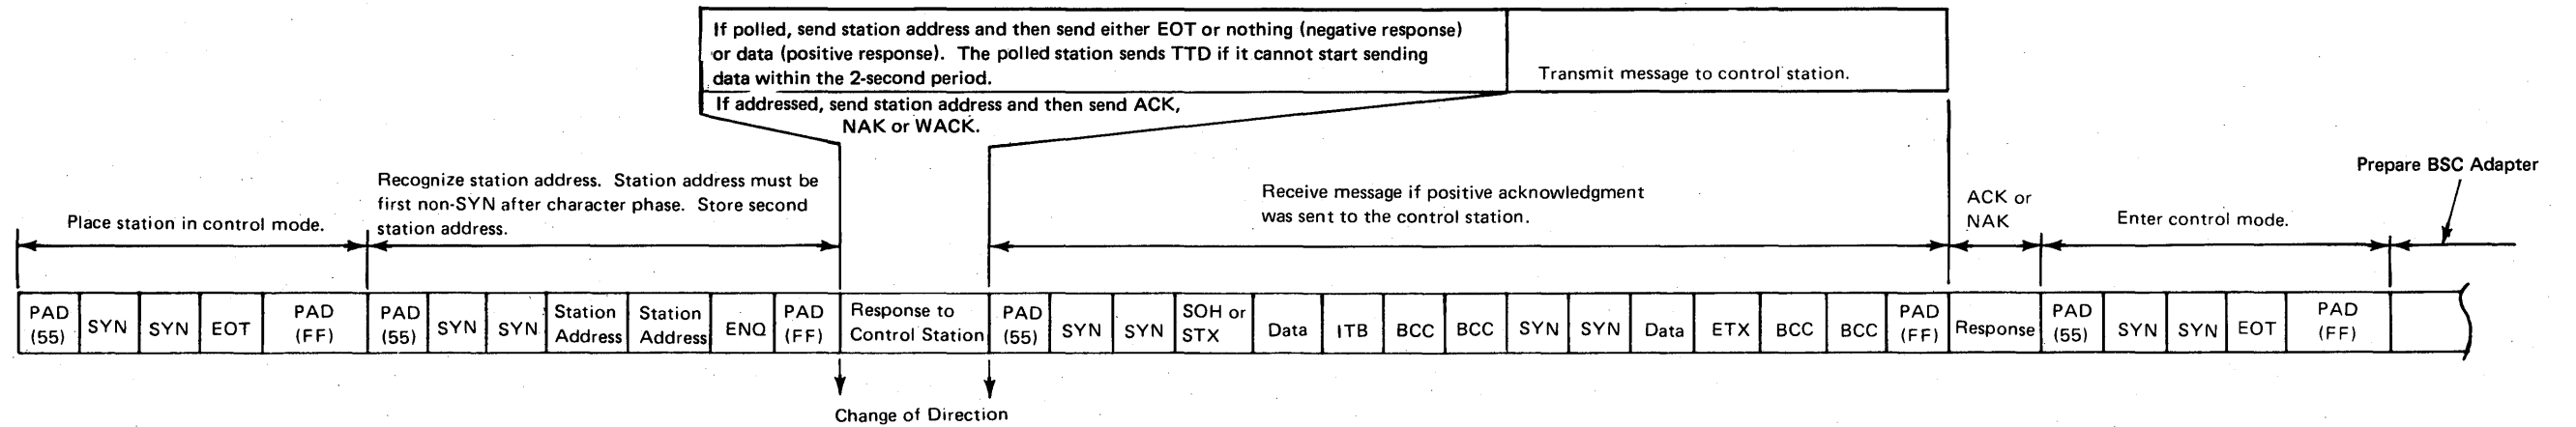 If polled, send station address and then send either EOT or nothing (negative response)
or data (positive response). The polled station sends TTD if it cannot start sending
data within the 2-second period.
Transmit message to control station.
If addressed, send station address and then send ACK,
NAK or WACK.
Place station in control mode.
Recognize station address. Station address must be
first non-SYN after character phase. Store second
station address.
Receive message if positive acknowledgment
was sent to the control station.
ACK or
NAK
Enter control mode.
Prepare BSC Adapter
PAD
(55)
SYN
SYN
EOT
PAD
(FF)
PAD
(55)
SYN
SYN
Station
Address
Station
Address
ENQ
PAD
(FF)
Response to
Control Station
PAD
(55)
SYN
SYN
SOH or
STX
Data
ITB
BCC
BCC
SYN
SYN
Data
ETX
BCC
BCC
PAD
(FF)
Response
PAD
(55)
SYN
SYN
EOT
PAD
(FF)
Change of Direction